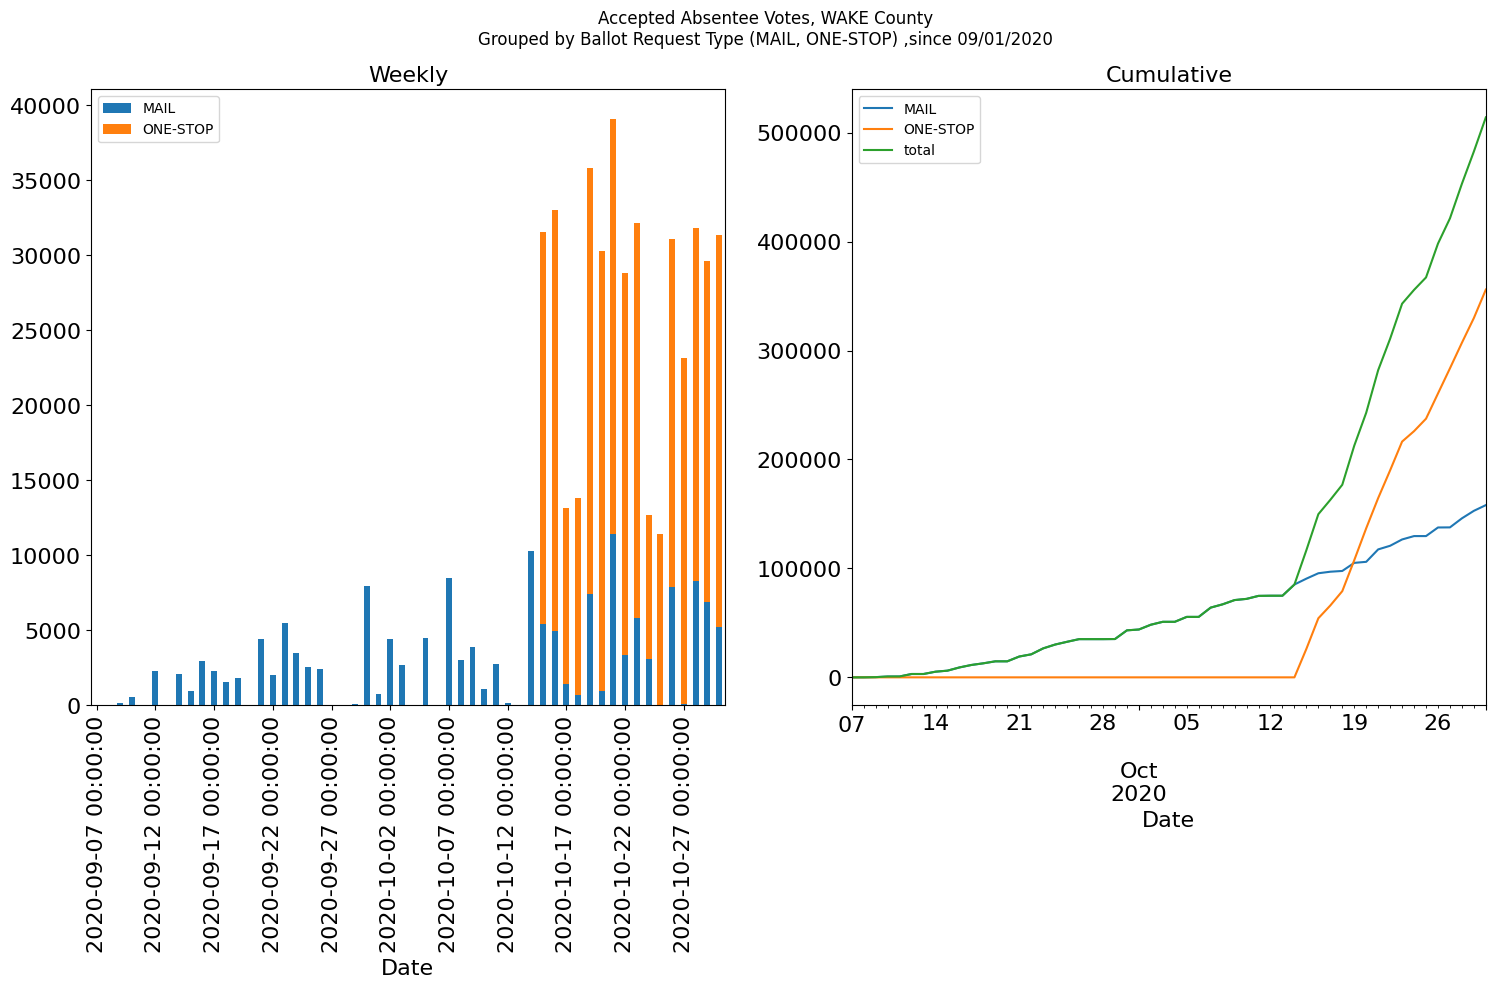 Accepted Absentee Votes, WAKE County
Grouped by Ballot Request Type (MAIL, ONE-STOP) ,since 09/01/2020
Weekly
MAIL
ONE-STOP
40000
35000
30000
25000
20000
15000
10000
5000
0
2020-09-07 00:00:00
2020-09-12 00:00:00
2020-09-17 00:00:00
2020-09-22 00:00:00
2020-09-27 00:00:00
2020-10-02 00:00:00
2020-10-07 00:00:00
2020-10-12 00:00:00
2020-10-17 00:00:00
2020-10-22 00:00:00
2020-10-27 00:00:00
Date
Cumulative
MAIL
ONE-STOP
total
500000
400000
300000
200000
100000
0
07 14 21 28 05 12 19 26
Oct
2020
Date